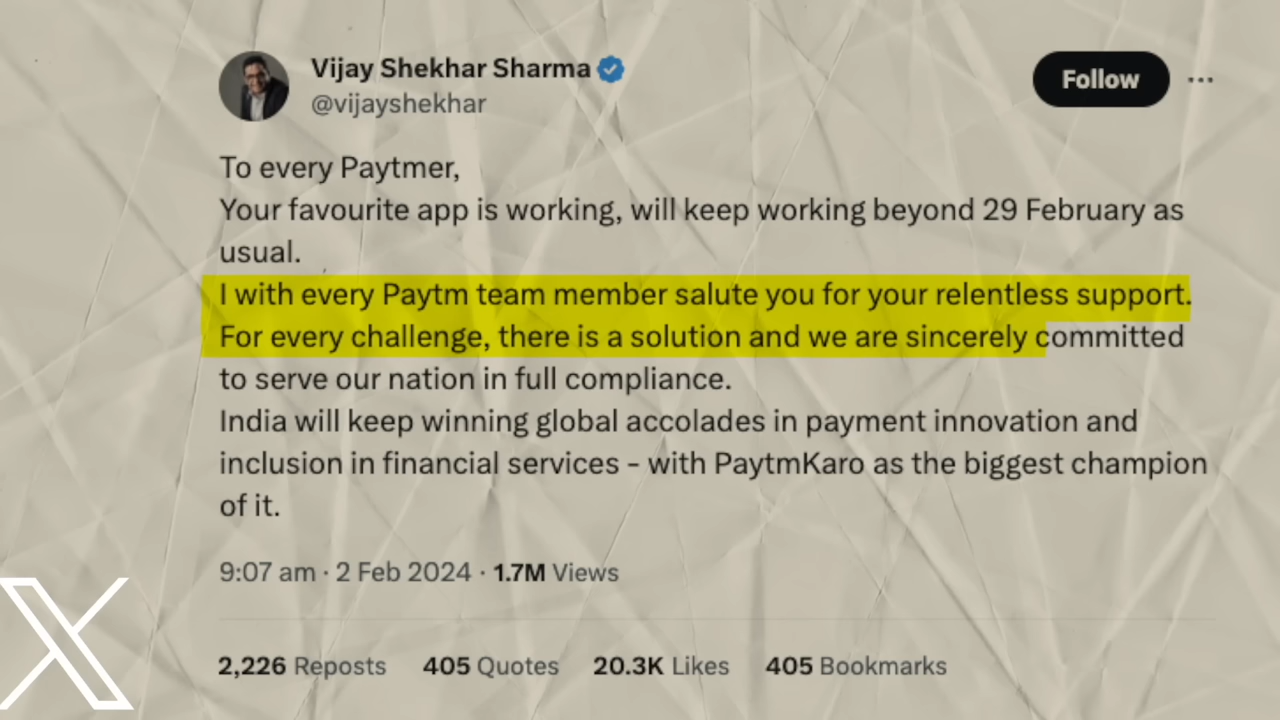 Vijay Shekhar Sharma
@vijayshekhar
Follow
To every Paytmer,
Your favourite app is working, will keep working beyond 29 February as
usual.
I with every Paytm team member salute you for your relentless support.
For every challenge, there is a solution and we are sincerely committed
to serve our nation in full compliance.
India will keep winning global accolades in payment innovation and
inclusion in financial services – with PaytmKaro as the biggest champion
of it.
9:07 am · 2 Feb 2024 · 1.7M Views
2,226 Reposts 405 Quotes 20.3K Likes 405 Bookmarks
X